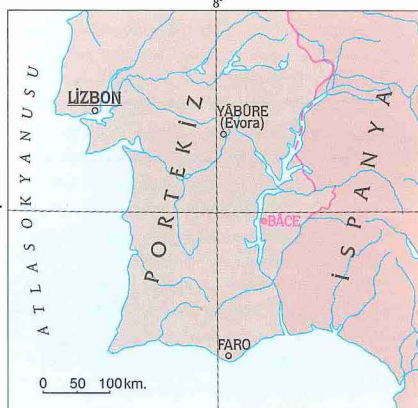 8°
ATLAS OKYANUSU
LİZBON
PORTEKİZ
YÂBÛRE
(Evora)
İSPANYA
BÂCE
FARO
0 50 100km.